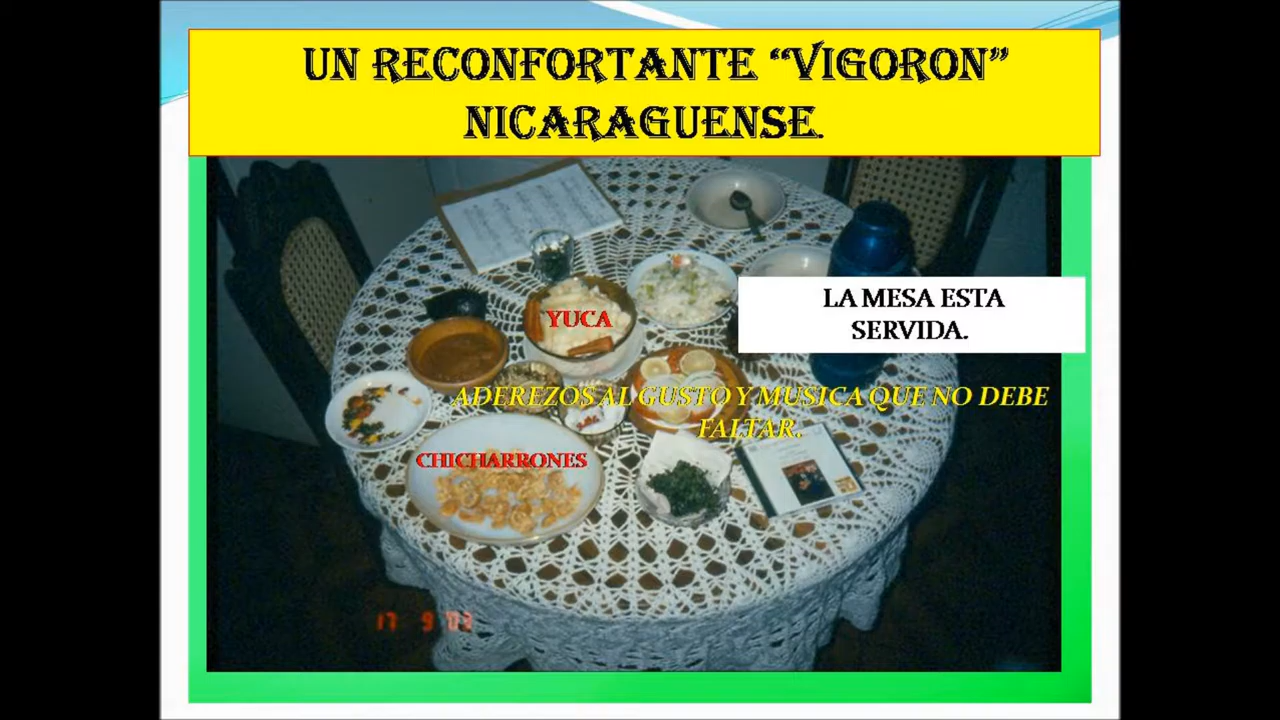 UN RECONFORTANTE “VIGORON”
NICARAGUENSE.
LA MESA ESTA
SERVIDA.
YUCA
ADEREZOS AL GUSTO Y MUSICA QUE NO DEBE
FALTAR.
CHICHARRONES